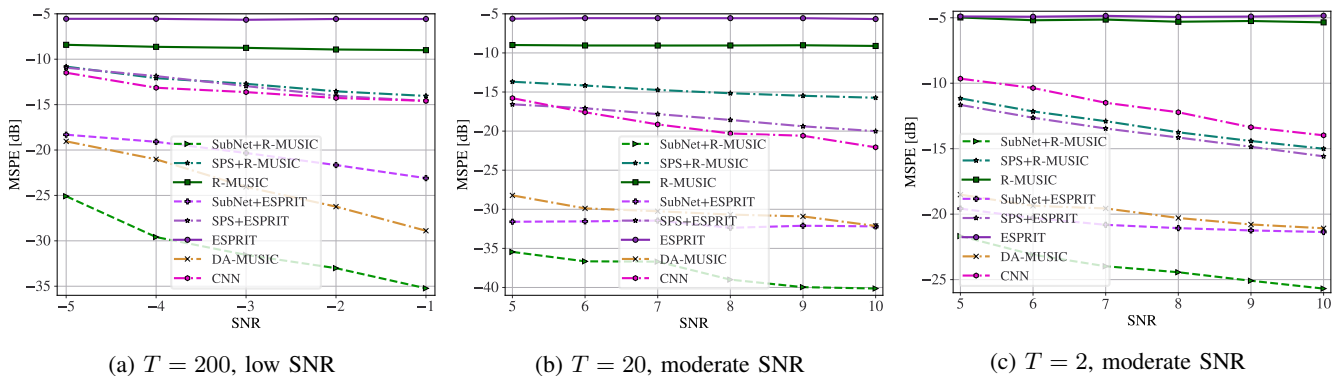 −5
−10
−15
−20
−25
−30
−35
MSPE [dB]
SubNet+R-MUSIC
SPS+R-MUSIC
R-MUSIC
SubNet+ESPRIT
SPS+ESPRIT
ESPRIT
DA-MUSIC
CNN
−5 −4 −3 −2 −1
SNR
(a) T = 200, low SNR
−5
−10
−15
−20
−25
−30
−35
−40
MSPE [dB]
SubNet+R-MUSIC
SPS+R-MUSIC
R-MUSIC
SubNet+ESPRIT
SPS+ESPRIT
ESPRIT
DA-MUSIC
CNN
5 6 7 8 9 10
SNR
(b) T = 20, moderate SNR
−5
−10
−15
−20
−25
MSPE [dB]
SubNet+R-MUSIC
SPS+R-MUSIC
R-MUSIC
SubNet+ESPRIT
SPS+ESPRIT
ESPRIT
DA-MUSIC
CNN
5 6 7 8 9 10
SNR
(c) T = 2, moderate SNR